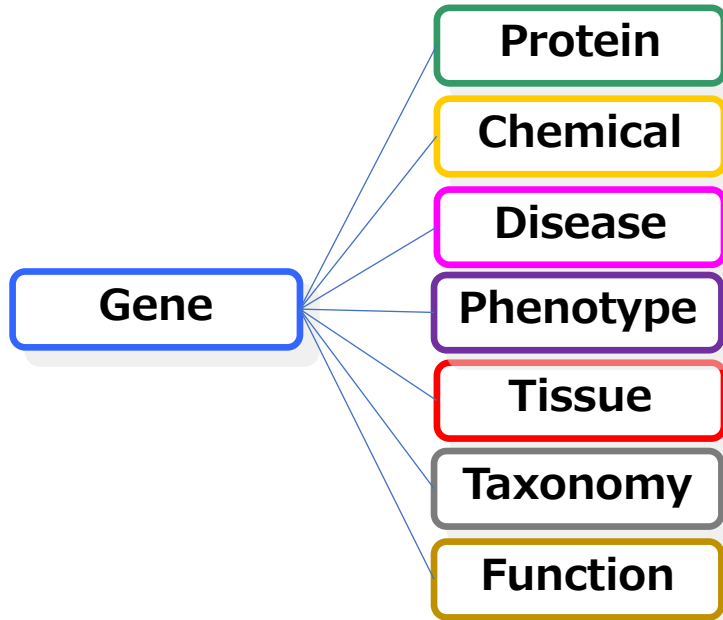 Protein
Chemical
Disease
Gene
Phenotype
Tissue
Taxonomy
Function